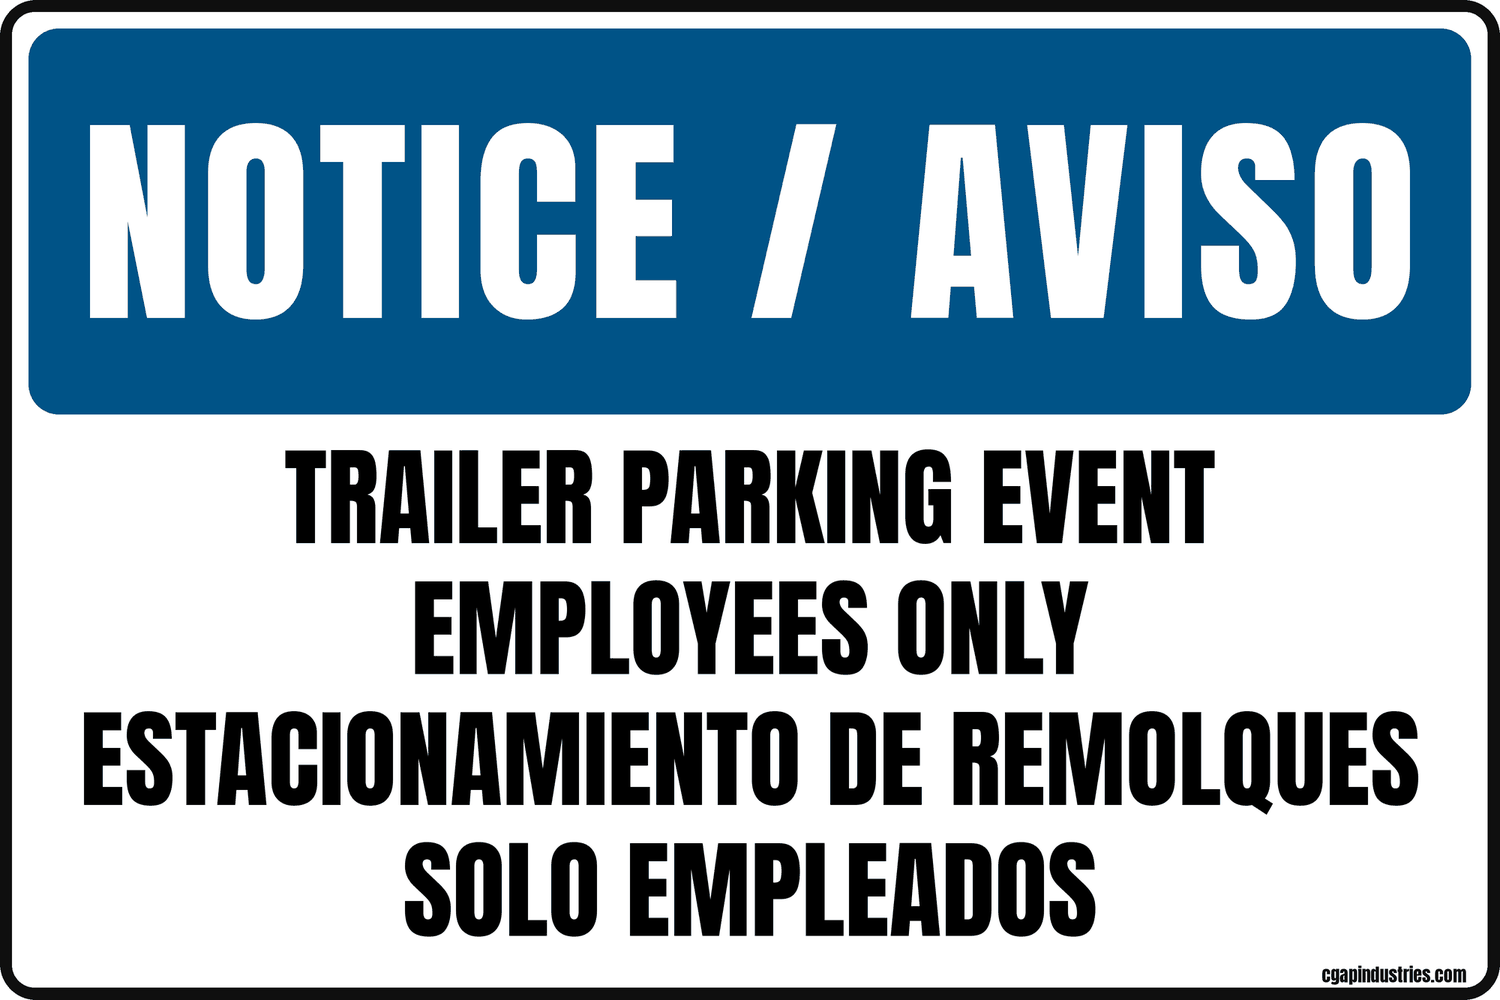 NOTICE / AVISO
TRAILER PARKING EVENT
EMPLOYEES ONLY
ESTACIONAMIENTO DE REMOLQUES
SOLO EMPLEADOS
cgapindustries.com